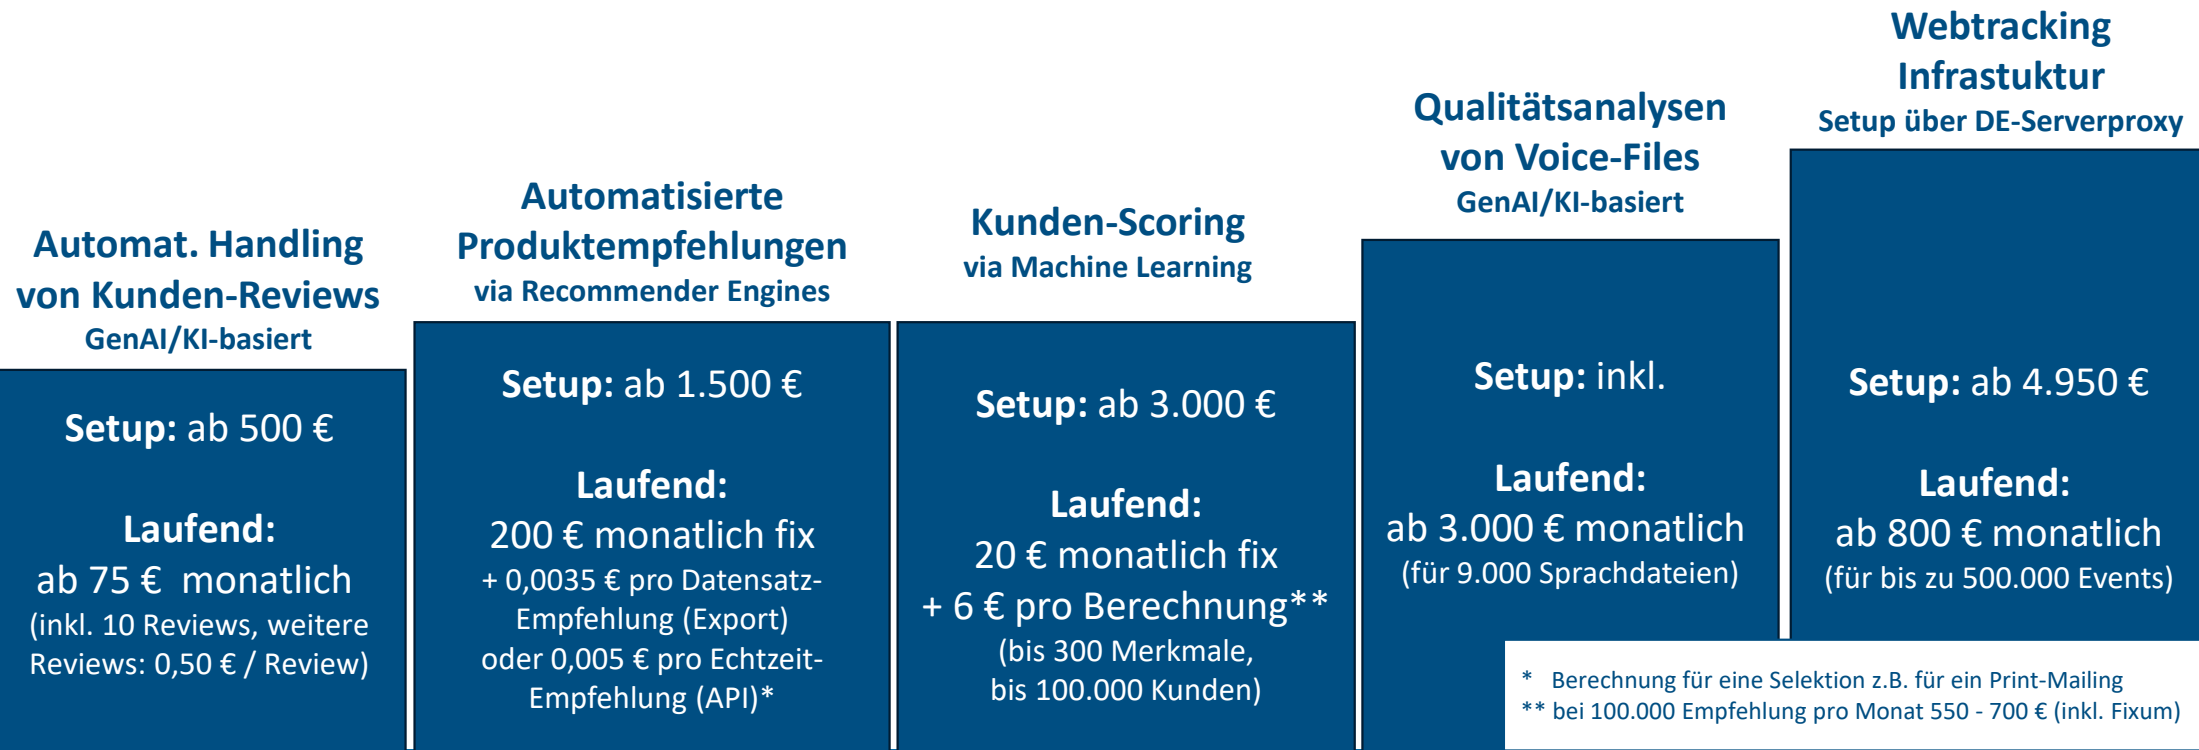 Automat. Handling
von Kunden-Reviews
GenAI/KI-basiert
Setup: ab 500 €
Laufend:
ab 75 € monatlich
(inkl. 10 Reviews, weitere
Reviews: 0,50 € / Review)
Automatisierte
Produktempfehlungen
via Recommender Engines
Setup: ab 1.500 €
Laufend:
200 € monatlich fix
+ 0,0035 € pro Datensatz-
Empfehlung (Export)
oder 0,005 € pro Echtzeit-
Empfehlung (API)*
Kunden-Scoring
via Machine Learning
Setup: ab 3.000 €
Laufend:
20 € monatlich fix
+ 6 € pro Berechnung**
(bis 300 Merkmale,
bis 100.000 Kunden)
Qualitätsanalysen
von Voice-Files
GenAI/KI-basiert
Setup: inkl.
Laufend:
ab 3.000 € monatlich
(für 9.000 Sprachdateien)
Webtracking
Infrastuktur
Setup über DE-Serverproxy
Setup: ab 4.950 €
Laufend:
ab 800 € monatlich
(für bis zu 500.000 Events)
* Berechnung für eine Selektion z.B. für ein Print-Mailing
** bei 100.000 Empfehlung pro Monat 550 - 700 € (inkl. Fixum)